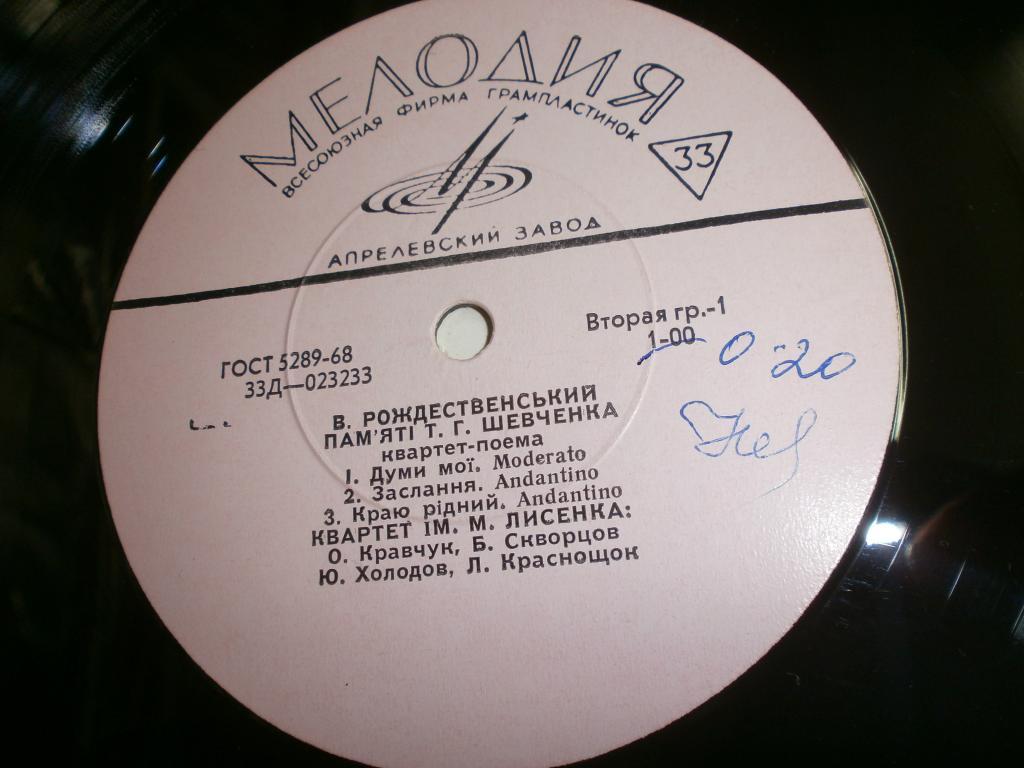 МЕЛОДИЯ
ВСЕСОЮЗНАЯ ФИРМА ГРАМПЛАСТИНОК
33
АПРЕЛЕВСКИЙ ЗАВОД
Вторая гр.-1
1-00 0-20
ГОСТ 5289-68
33Д—023233
В. РОЖДЕСТВЕНСЬКИЙ
ПАМ'ЯТІ Т. Г. ШЕВЧЕНКА
квартет-поема
1. Думи мої. Moderato
2. Заслання. Andantino
3. Краю рідний. Andantino
КВАРТЕТ ІМ. М. ЛИСЕНКА:
О. Кравчук, Б. Скворцов
Ю. Холодов, Л. Краснощок